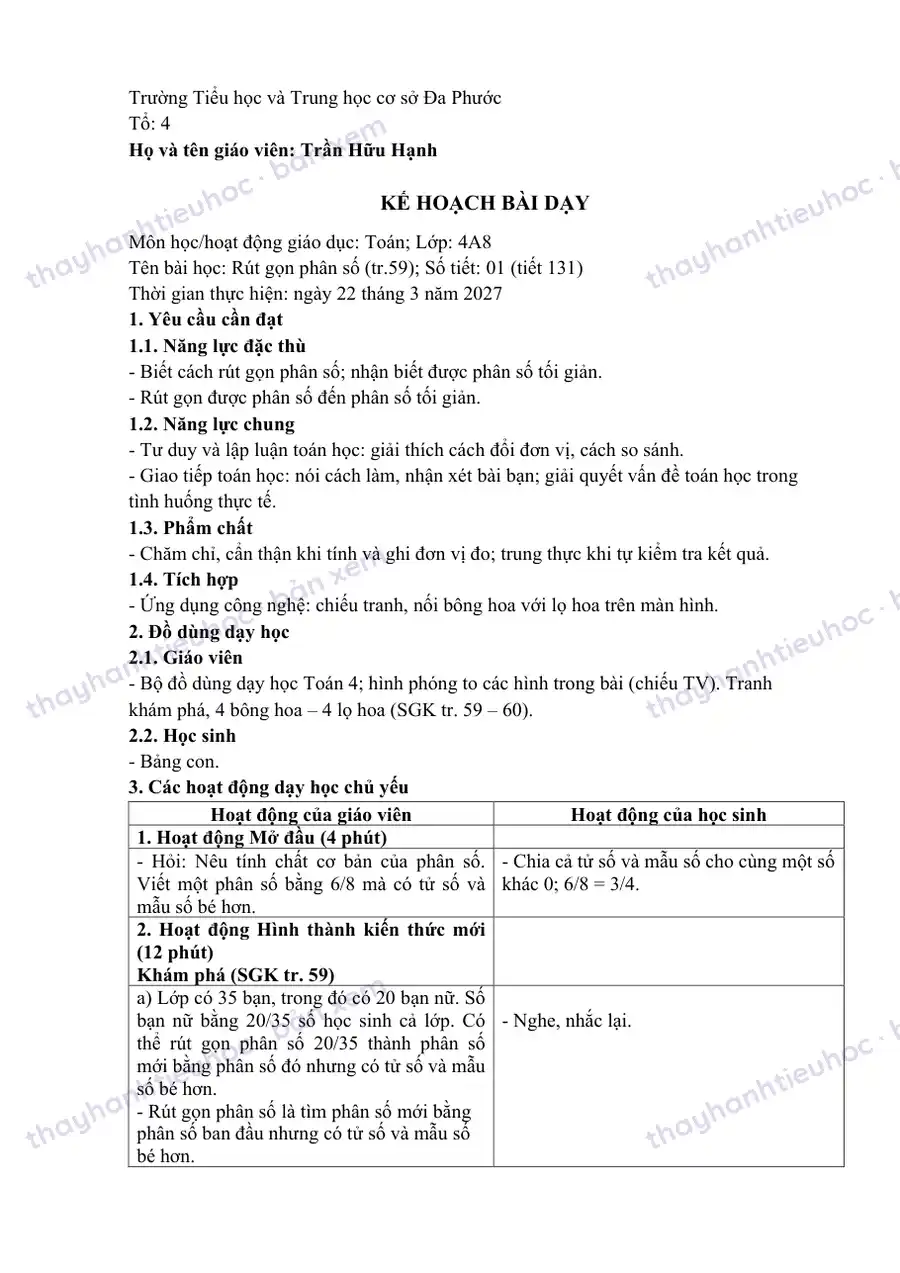 Trường Tiểu học và Trung học cơ sở Đa Phước
Tổ: 4
Họ và tên giáo viên: Trần Hữu Hạnh
KẾ HOẠCH BÀI DẠY
Môn học/hoạt động giáo dục: Toán; Lớp: 4A8
Tên bài học: Rút gọn phân số (tr.59); Số tiết: 01 (tiết 131)
Thời gian thực hiện: ngày 22 tháng 3 năm 2027
1. Yêu cầu cần đạt
1.1. Năng lực đặc thù
- Biết cách rút gọn phân số; nhận biết được phân số tối giản.
- Rút gọn được phân số đến phân số tối giản.
1.2. Năng lực chung
- Tư duy và lập luận toán học: giải thích cách đổi đơn vị, cách so sánh.
- Giao tiếp toán học: nói cách làm, nhận xét bài bạn; giải quyết vấn đề toán học trong
tình huống thực tế.
1.3. Phẩm chất
- Chăm chỉ, cẩn thận khi tính và ghi đơn vị đo; trung thực khi tự kiểm tra kết quả.
1.4. Tích hợp
- Ứng dụng công nghệ: chiếu tranh, nối bông hoa với lọ hoa trên màn hình.
2. Đồ dùng dạy học
2.1. Giáo viên
- Bộ đồ dùng dạy học Toán 4; hình phóng to các hình trong bài (chiếu TV). Tranh
khám phá, 4 bông hoa – 4 lọ hoa (SGK tr. 59 – 60).
2.2. Học sinh
- Bảng con.
3. Các hoạt động dạy học chủ yếu
Hoạt động của giáo viên
Hoạt động của học sinh
1. Hoạt động Mở đầu (4 phút)
- Hỏi: Nêu tính chất cơ bản của phân số.
Viết một phân số bằng 6/8 mà có tử số và
mẫu số bé hơn.
- Chia cả tử số và mẫu số cho cùng một số
khác 0; 6/8 = 3/4.
2. Hoạt động Hình thành kiến thức mới
(12 phút)
Khám phá (SGK tr. 59)
a) Lớp có 35 bạn, trong đó có 20 bạn nữ. Số
bạn nữ bằng 20/35 số học sinh cả lớp. Có
thể rút gọn phân số 20/35 thành phân số
mới bằng phân số đó nhưng có tử số và mẫu
số bé hơn.
- Rút gọn phân số là tìm phân số mới bằng
phân số ban đầu nhưng có tử số và mẫu số
bé hơn.
- Nghe, nhắc lại.
thayhanhtieuhoc · bản xem
thayhanhtieuhoc · b
thayhanhtieuhoc · bản xem
thayhanhtieuhoc · b
thayhanhtieuhoc · bản xem
thayhanhtieuhoc · b